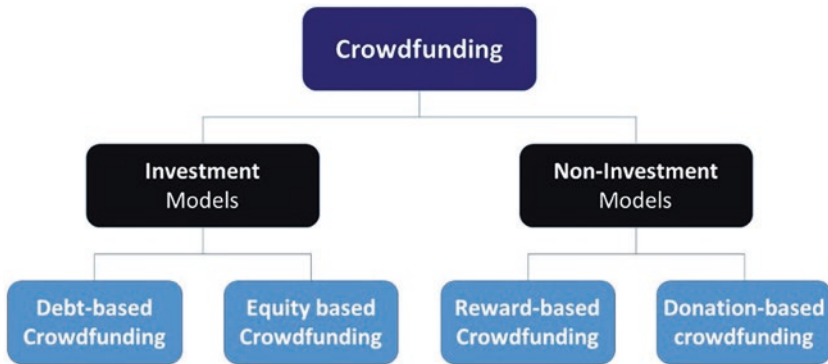 Crowdfunding
Investment
Models
Non-Investment
Models
Debt-based
Crowdfunding
Equity based
Crowdfunding
Reward-based
Crowdfunding
Donation-based
crowdfunding